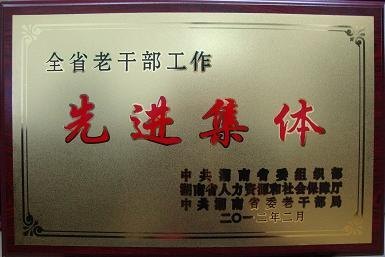 全省老干部工作
先进集体
中共湖南省委组织部
湖南省人力资源和社会保障厅
中共湖南省委老干部局
二〇一二年二月